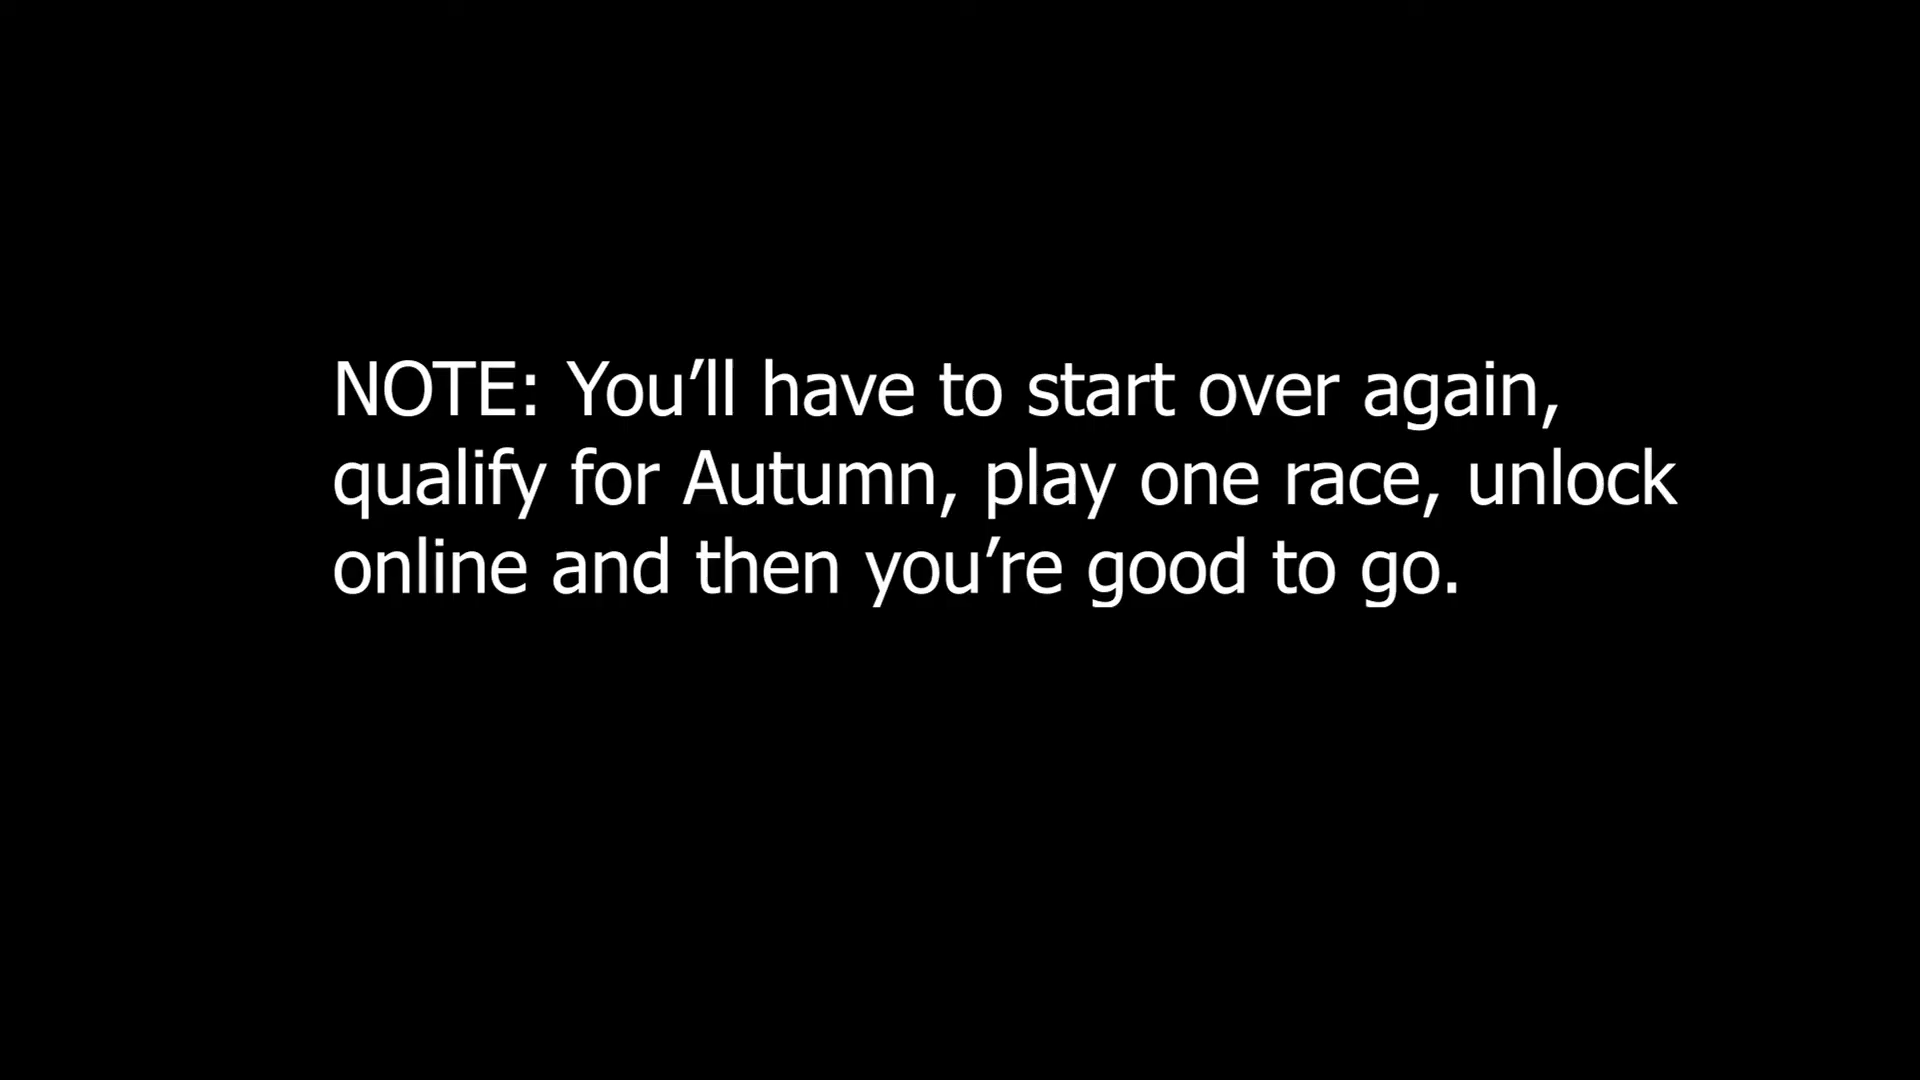 NOTE: You’ll have to start over again,
qualify for Autumn, play one race, unlock
online and then you’re good to go.